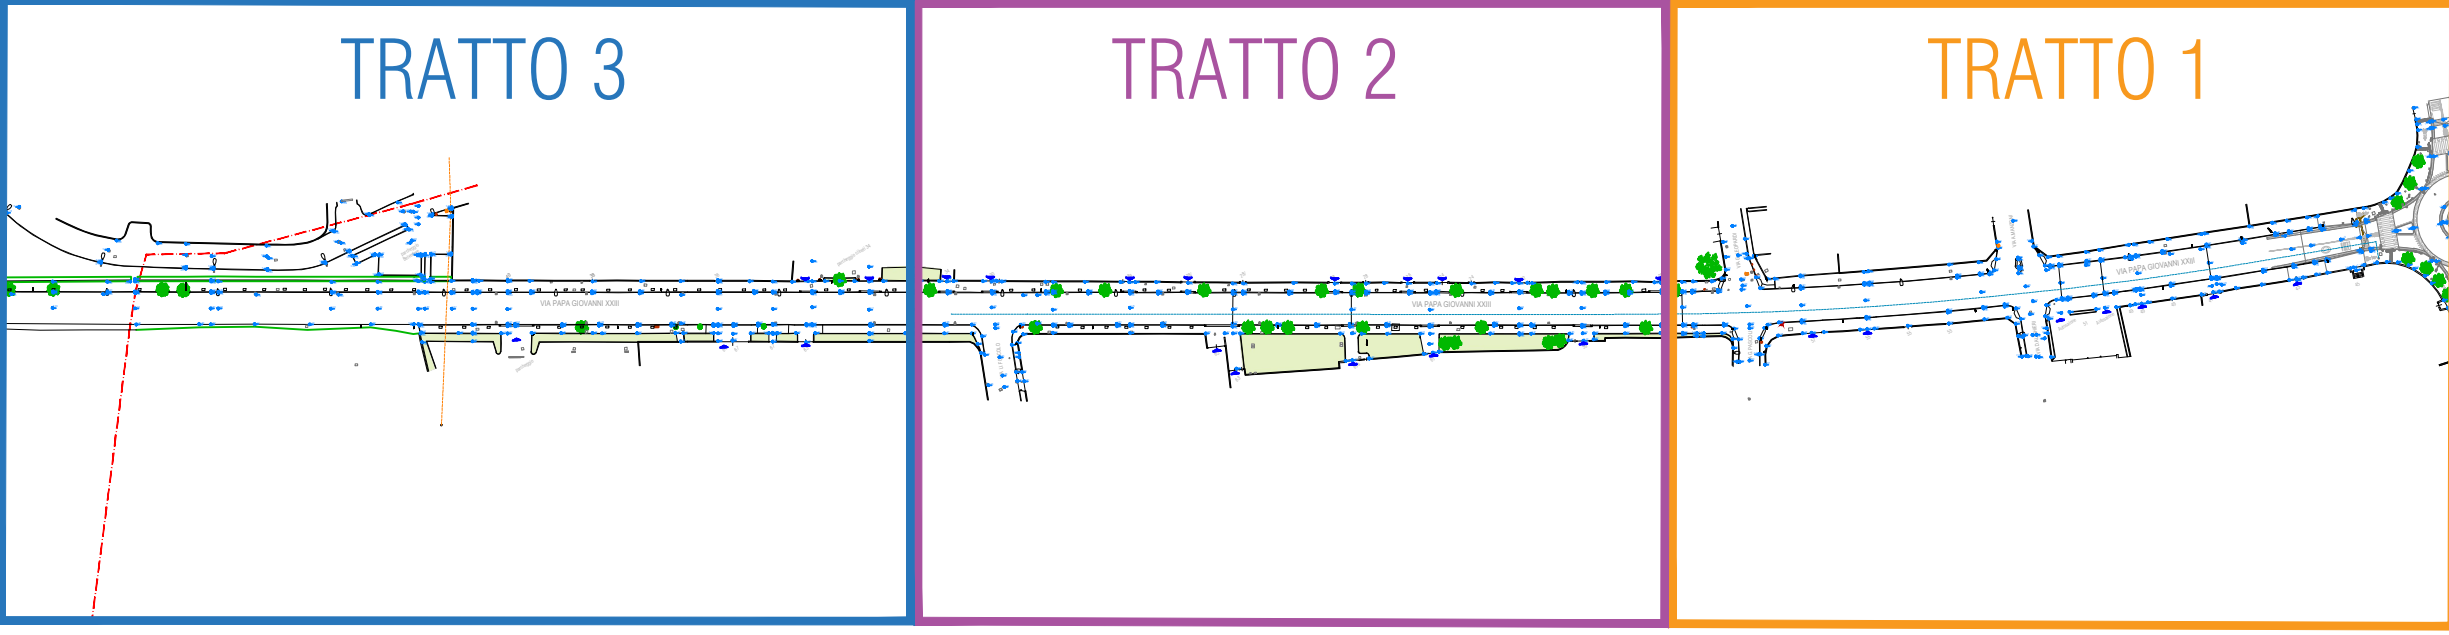 TRATTO 3
TRATTO 2
TRATTO 1
VIA PAPA GIOVANNI XXIII
VIA PAPA GIOVANNI XXIII
VIA PAPA GIOVANNI XXIII